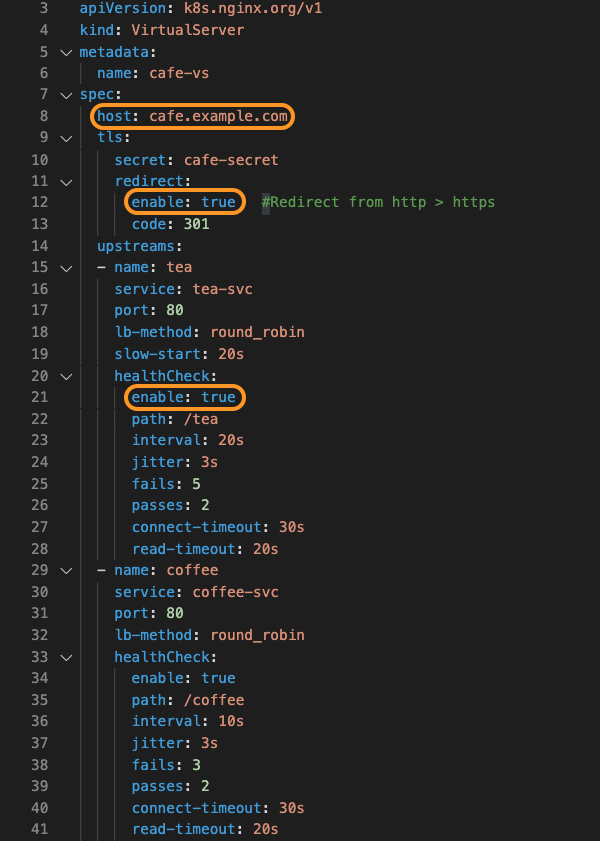 3 apiVersion: k8s.nginx.org/v1
4 kind: VirtualServer
5 metadata:
6   name: cafe-vs
7 spec:
8   host: cafe.example.com
9   tls:
10     secret: cafe-secret
11     redirect:
12       enable: true   #Redirect from http > https
13       code: 301
14   upstreams:
15   - name: tea
16     service: tea-svc
17     port: 80
18     lb-method: round_robin
19     slow-start: 20s
20     healthCheck:
21       enable: true
22       path: /tea
23       interval: 20s
24       jitter: 3s
25       fails: 5
26       passes: 2
27       connect-timeout: 30s
28       read-timeout: 20s
29   - name: coffee
30     service: coffee-svc
31     port: 80
32     lb-method: round_robin
33     healthCheck:
34       enable: true
35       path: /coffee
36       interval: 10s
37       jitter: 3s
38       fails: 3
39       passes: 2
40       connect-timeout: 30s
41       read-timeout: 20s